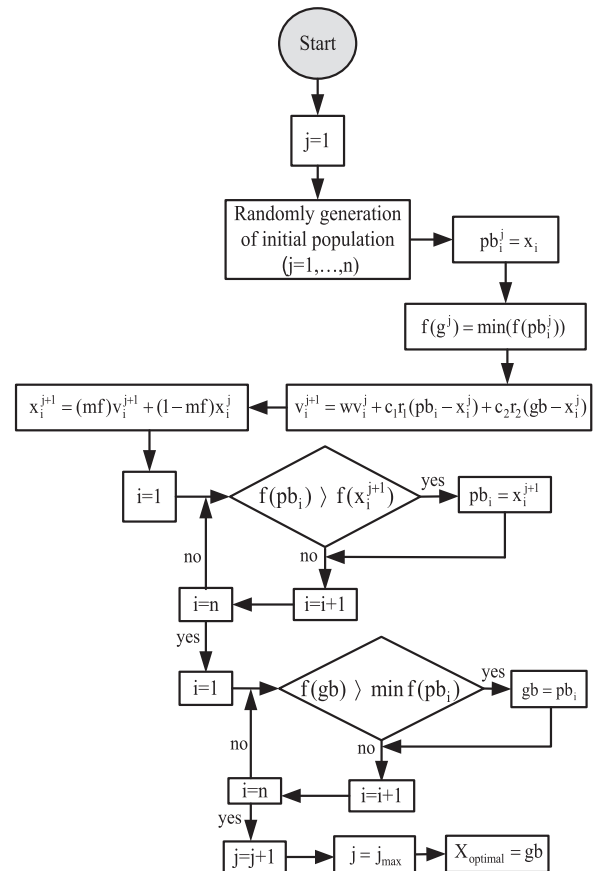 Start
j=1
Randomly generation
of initial population
(j=1,...,n)
pb_i^j = x_i
f(g^j) = min(f(pb_i^j))
v_i^{j+1} = wv_i^j + c_1r_1(pb_i − x_i^j) + c_2r_2(gb − x_i^j)
x_i^{j+1} = (mf)v_i^{j+1} + (1−mf)x_i^j
i=1
f(pb_i) 〉 f(x_i^{j+1})
yes
pb_i = x_i^{j+1}
no
no
i=i+1
i=n
yes
i=1
f(gb) 〉 min f(pb_i)
yes
gb = pb_i
no
no
i=i+1
i=n
yes
j=j+1
j = j_max
X_optimal = gb